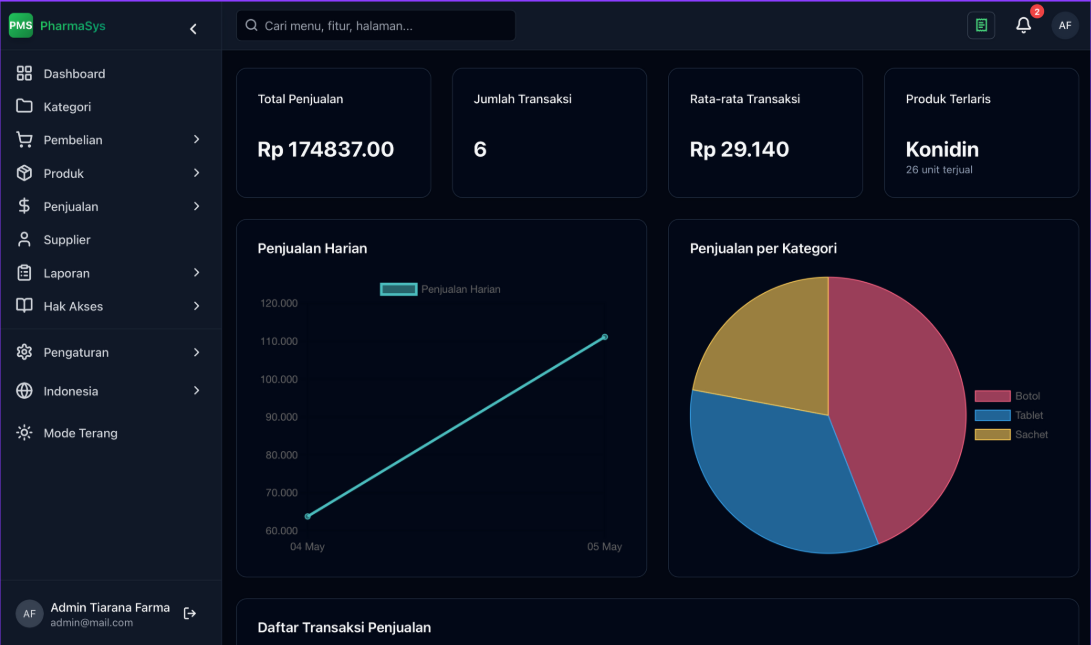 PMS PharmaSys
Cari menu, fitur, halaman...
2
AF
Dashboard
Kategori
Pembelian
Produk
Penjualan
Supplier
Laporan
Hak Akses
Pengaturan
Indonesia
Mode Terang
AF
Admin Tiarana Farma
admin@mail.com
Total Penjualan
Rp 174837.00
Jumlah Transaksi
6
Rata-rata Transaksi
Rp 29.140
Produk Terlaris
Konidin
26 unit terjual
Penjualan Harian
Penjualan Harian
120.000
110.000
100.000
90.000
80.000
70.000
60.000
04 May
05 May
Penjualan per Kategori
Botol
Tablet
Sachet
Daftar Transaksi Penjualan